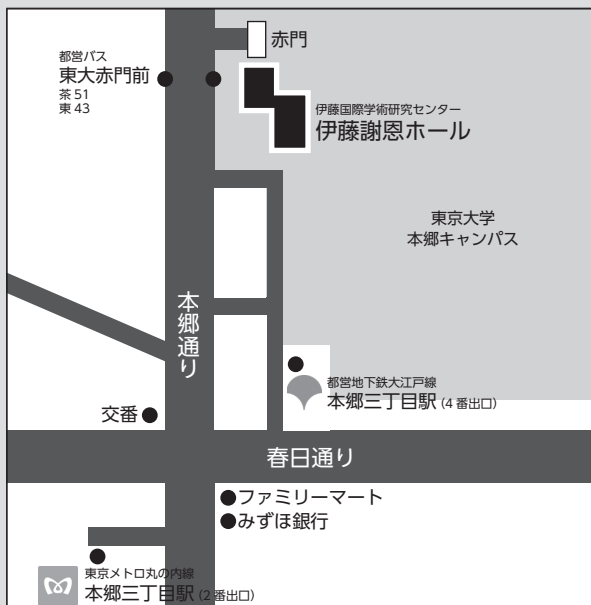 赤門
都営バス
東大赤門前
茶 51
東 43
伊藤国際学術研究センター
伊藤謝恩ホール
東京大学
本郷キャンパス
本郷通り
都営地下鉄大江戸線
本郷三丁目駅 (4 番出口)
交番
春日通り
ファミリーマート
みずほ銀行
東京メトロ丸の内線
本郷三丁目駅 (2 番出口)